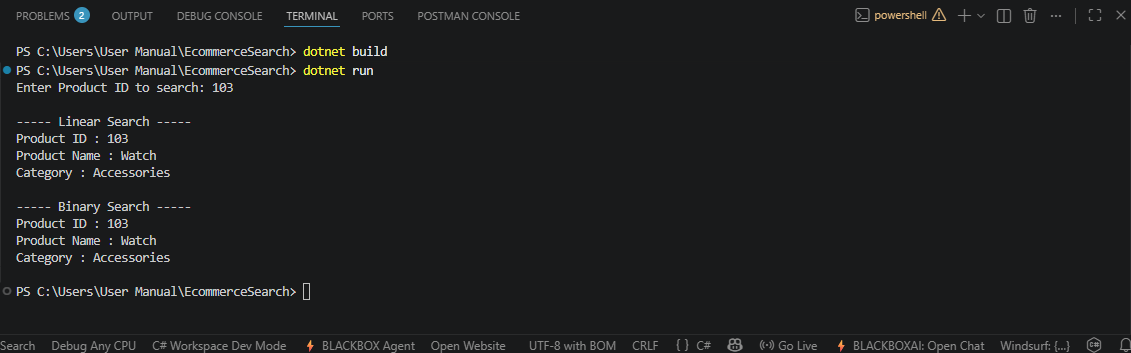 PROBLEMS 2 OUTPUT DEBUG CONSOLE TERMINAL PORTS POSTMAN CONSOLE powershell
PS C:\Users\User Manual\EcommerceSearch> dotnet build
PS C:\Users\User Manual\EcommerceSearch> dotnet run
Enter Product ID to search: 103
----- Linear Search -----
Product ID : 103
Product Name : Watch
Category : Accessories
----- Binary Search -----
Product ID : 103
Product Name : Watch
Category : Accessories
PS C:\Users\User Manual\EcommerceSearch>
Search Debug Any CPU C# Workspace Dev Mode BLACKBOX Agent Open Website UTF-8 with BOM CRLF { } C# Go Live BLACKBOXAI: Open Chat Windsurf: {...}